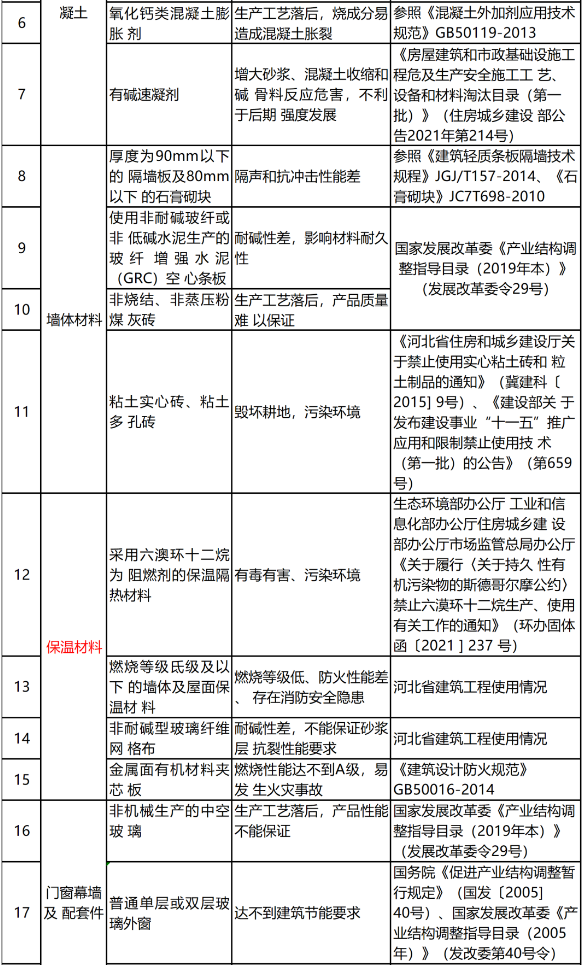 凝土
6
氧化钙类混凝土膨
胀 剂
生产工艺落后，烧成分易
造成混凝土胀裂
参照《混凝土外加剂应用技术
规范》GB50119-2013
7
有碱速凝剂
增大砂浆、混凝土收缩和
碱 骨料反应危害，不利
于后期 强度发展
《房屋建筑和市政基础设施工
程危及生产安全施工工 艺、
设备和材料淘汰目录（第一
批）》（住房城乡建设 部公
告2021年第214号）
墙体材料
8
厚度为90mm以下
的 隔墙板及80mm
以下 的石膏砌块
隔声和抗冲击性能差
参照《建筑轻质条板隔墙技术
规程》JGJ/T157-2014、《石
膏砌块》JC7T698-2010
9
使用非耐碱玻纤或
非 低碱水泥生产的
玻 纤 增 强 水 泥
（GRC）空 心条板
耐碱性差，影响材料耐久
性
国家发展改革委《产业结构调
整指导目录（2019年本）》
（发展改革委令29号）
10
非烧结、非蒸压粉
煤 灰砖
生产工艺落后，产品质量
难 以保证
11
粘土实心砖、粘土
多 孔砖
毁坏耕地，污染环境
《河北省住房和城乡建设厅关
于禁止使用实心粘土砖和 粒
土制品的通知》（冀建科〔
2015] 9号）、《建设部关 于
发布建设事业“十一五”推广
应用和限制禁止使用技 术
（第一批）的公告》（第659
号）
保温材料
12
采用六澳环十二烷
为 阻燃剂的保温隔
热材料
有毒有害、污染环境
生态环境部办公厅 工业和信
息化部办公厅住房城乡建 设
部办公厅市场监管总局办公厅
《关于履行〈关于持久 性有
机污染物的斯德哥尔摩公约〉
禁止六漠环十二烷生产、使用
有关工作的通知》（环办固体
函〔2021 ] 237 号）
13
燃烧等级氐级及以
下 的墙体及屋面保
温材 料
燃烧等级低、防火性能差
、 存在消防安全隐患
河北省建筑工程使用情况
14
非耐碱型玻璃纤维
网 格布
耐碱性差，不能保证砂浆
层 抗裂性能要求
河北省建筑工程使用情况
15
金属面有机材料夹
芯 板
燃烧性能达不到A级，易
发 生火灾事故
《建筑设计防火规范》
GB50016-2014
门窗幕墙
及 配套件
16
非机械生产的中空
玻 璃
生产工艺落后，产品性能
不能保证
国家发展改革委《产业结构调
整指导目录（2019年本）》
（发展改革委令29号）
17
普通单层或双层玻
璃外窗
达不到建筑节能要求
国务院《促进产业结构调整暂
行规定》（国发〔2005]
40号）、国家发展改革委《产
业结构调整指导目录（2005
年）》（发改委第40号令）